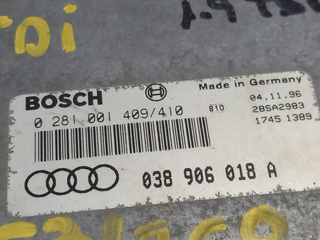 TDi
BOSCH
Made in Germany
0 281 001 409/410
810
04.11.96
28SA2983
1745 1389
038 906 018 A